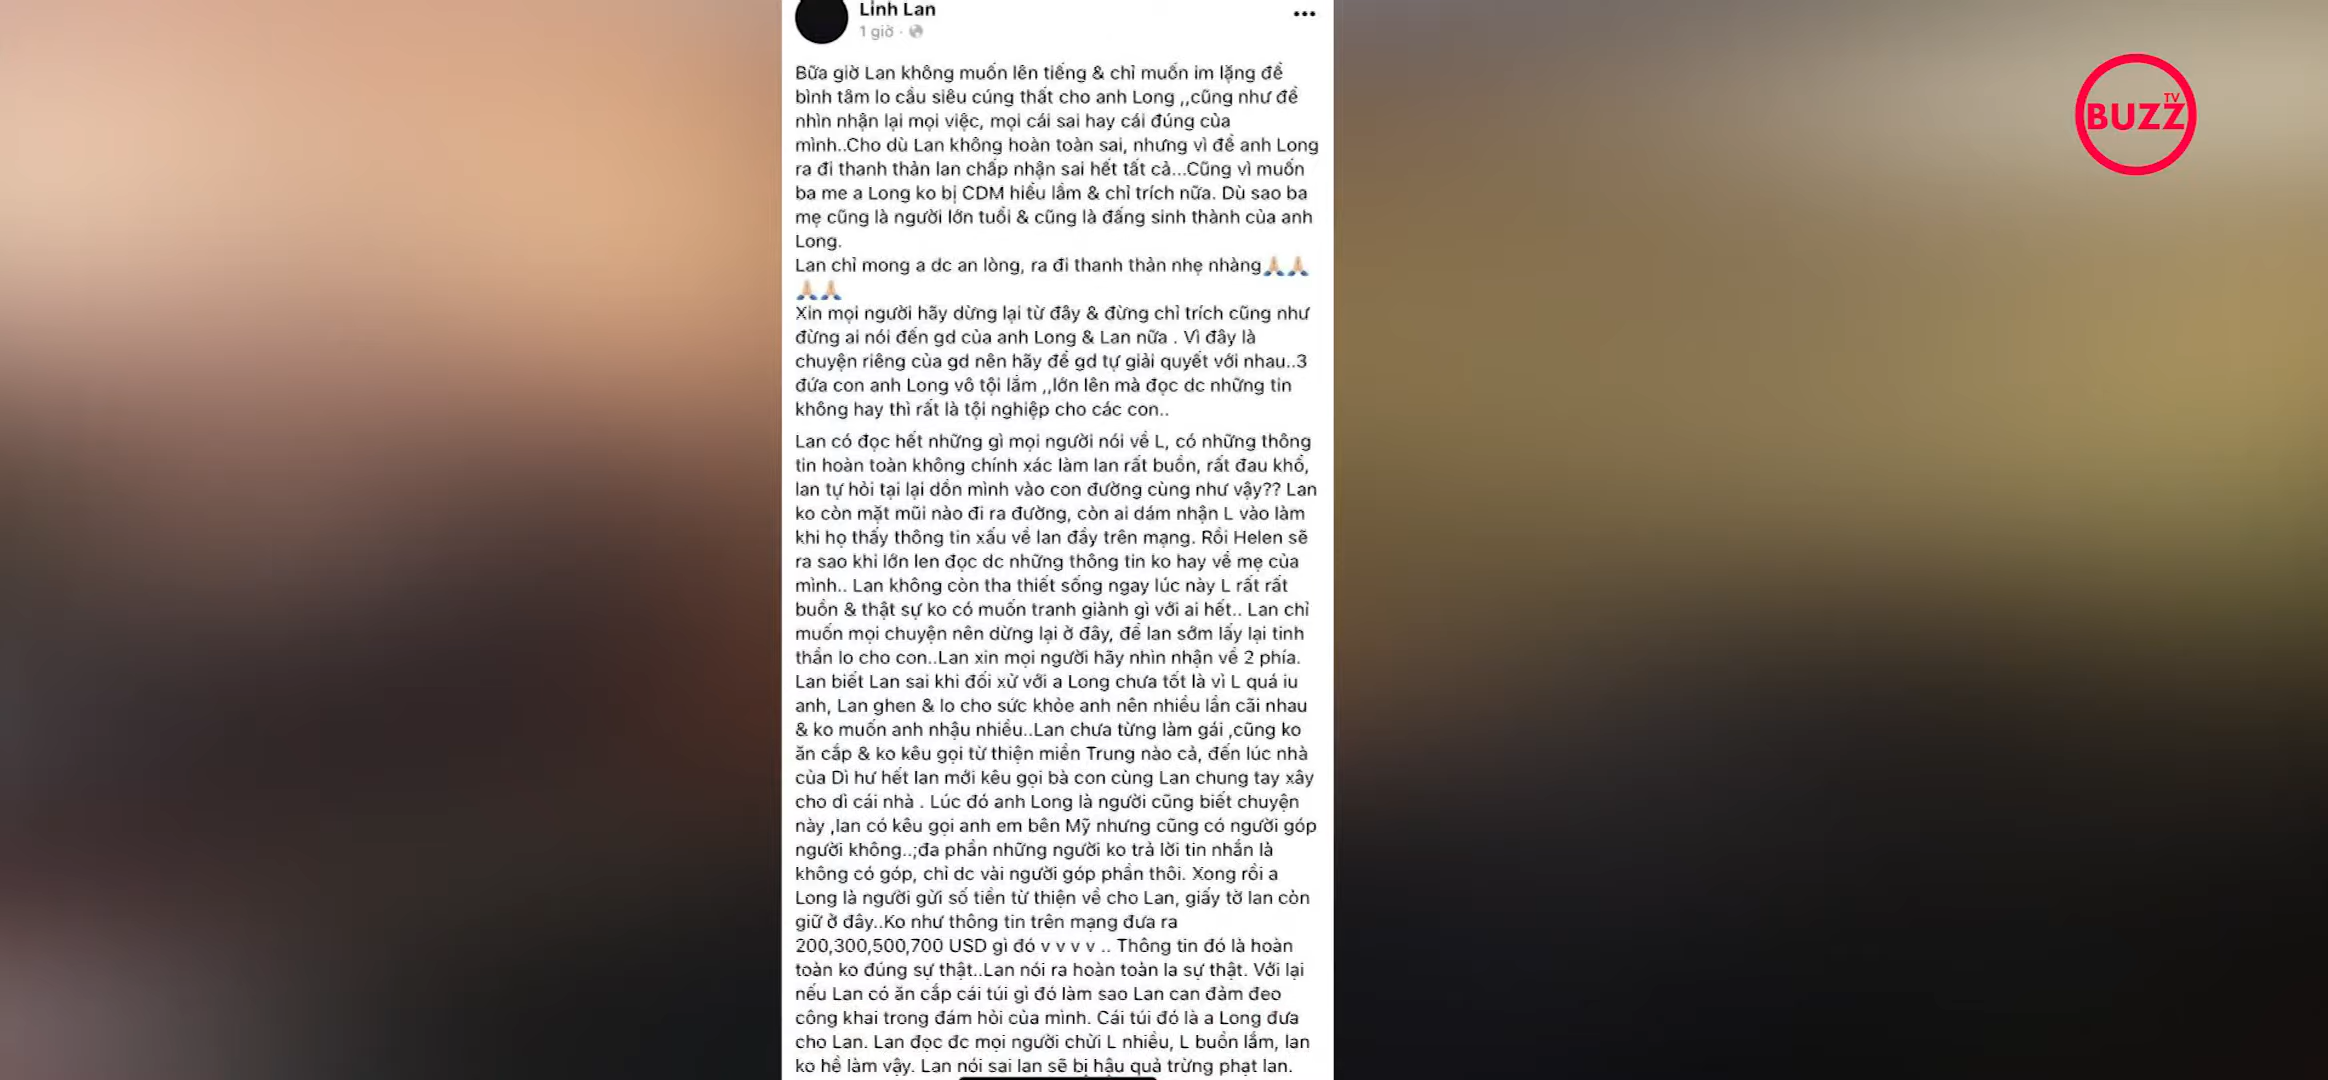 Linh Lan
1 giờ ·
Bữa giờ Lan không muốn lên tiếng & chỉ muốn im lặng để
bình tâm lo cầu siêu cúng thất cho anh Long ,,cũng như để
nhìn nhận lại mọi việc, mọi cái sai hay cái đúng của
mình..Cho dù Lan không hoàn toàn sai, nhưng vì để anh Long
ra đi thanh thản lan chấp nhận sai hết tất cả...Cũng vì muốn
ba me a Long ko bị CDM hiểu lầm & chỉ trích nữa. Dù sao ba
mẹ cũng là người lớn tuổi & cũng là đấng sinh thành của anh
Long.
Lan chỉ mong a dc an lòng, ra đi thanh thản nhẹ nhàng🙏🏼🙏🏼
🙏🏼🙏🏼
Xin mọi người hãy dừng lại từ đây & đừng chỉ trích cũng như
đừng ai nói đến gd của anh Long & Lan nữa . Vì đây là
chuyện riêng của gd nên hãy để gd tự giải quyết với nhau..3
đứa con anh Long vô tội lắm ,,lớn lên mà đọc dc những tin
không hay thì rất là tội nghiệp cho các con..
Lan có đọc hết những gì mọi người nói về L, có những thông
tin hoàn toàn không chính xác làm lan rất buồn, rất đau khổ,
lan tự hỏi tại lại dồn mình vào con đường cùng như vậy?? Lan
ko còn mặt mũi nào đi ra đường, còn ai dám nhận L vào làm
khi họ thấy thông tin xấu về lan đầy trên mạng. Rồi Helen sẽ
ra sao khi lớn len đọc dc những thông tin ko hay về mẹ của
mình.. Lan không còn tha thiết sống ngay lúc này L rất rất
buồn & thật sự ko có muốn tranh giành gì với ai hết.. Lan chỉ
muốn mọi chuyện nên dừng lại ở đây, để lan sớm lấy lại tinh
thần lo cho con..Lan xin mọi người hãy nhìn nhận về 2 phía.
Lan biết Lan sai khi đối xử với a Long chưa tốt là vì L quá iu
anh, Lan ghen & lo cho sức khỏe anh nên nhiều lần cãi nhau
& ko muốn anh nhậu nhiều..Lan chưa từng làm gái ,cũng ko
ăn cắp & ko kêu gọi từ thiện miền Trung nào cả, đến lúc nhà
của Dì hư hết lan mới kêu gọi bà con cùng Lan chung tay xây
cho dì cái nhà . Lúc đó anh Long là người cũng biết chuyện
này ,lan có kêu gọi anh em bên Mỹ nhưng cũng có người góp
người không..;đa phần những người ko trả lời tin nhắn là
không có góp, chỉ dc vài người góp phần thôi. Xong rồi a
Long là người gửi số tiền từ thiện về cho Lan, giấy tờ lan còn
giữ ở đây..Ko như thông tin trên mạng đưa ra
200,300,500,700 USD gì đó v v v v .. Thông tin đó là hoàn
toàn ko đúng sự thật..Lan nói ra hoàn toàn la sự thật. Với lại
nếu Lan có ăn cắp cái túi gì đó làm sao Lan can đảm đeo
công khai trong đám hỏi của mình. Cái túi đó là a Long đưa
cho Lan. Lan đọc đc mọi người chửi L nhiều, L buồn lắm, lan
ko hề làm vậy. Lan nói sai lan sẽ bị hậu quả trừng phạt lan.
BUZZ TV